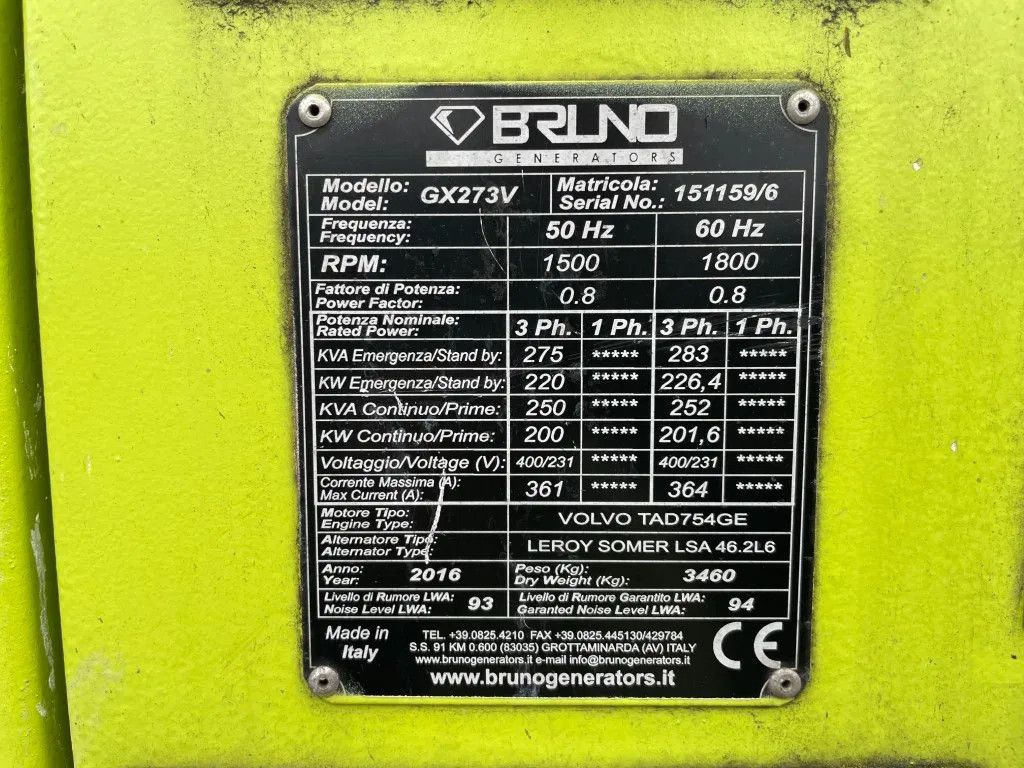 BRUNO
GENERATORS
Modello: Model: GX273V Matricola: Serial No.: 151159/6
Frequenza: Frequency: 50 Hz 60 Hz
RPM: 1500 1800
Fattore di Potenza: Power Factor: 0.8 0.8
Potenza Nominale: Rated Power: 3 Ph. 1 Ph. 3 Ph. 1 Ph.
KVA Emergenza/Stand by: 275 ***** 283 *****
KW Emergenza/Stand by: 220 ***** 226,4 *****
KVA Continuo/Prime: 250 ***** 252 *****
KW Continuo/Prime: 200 ***** 201,6 *****
Voltaggio/Voltage (V): 400/231 ***** 400/231 *****
Corrente Massima (A): Max Current (A): 361 ***** 364 *****
Motore Tipo: Engine Type: VOLVO TAD754GE
Alternatore Tipo: Alternator Type: LEROY SOMER LSA 46.2L6
Anno: Year: 2016 Peso (Kg): Dry Weight (Kg): 3460
Livello di Rumore LWA: Noise Level LWA: 93 Livello di Rumore Garantito LWA: Garanted Noise Level LWA: 94
Made in Italy
TEL. +39.0825.4210 FAX +39.0825.445130/429784
S.S. 91 KM 0.600 (83035) GROTTAMINARDA (AV) ITALY
www.brunogenerators.it e-mail info@brunogenerators.it
www.brunogenerators.it
CE